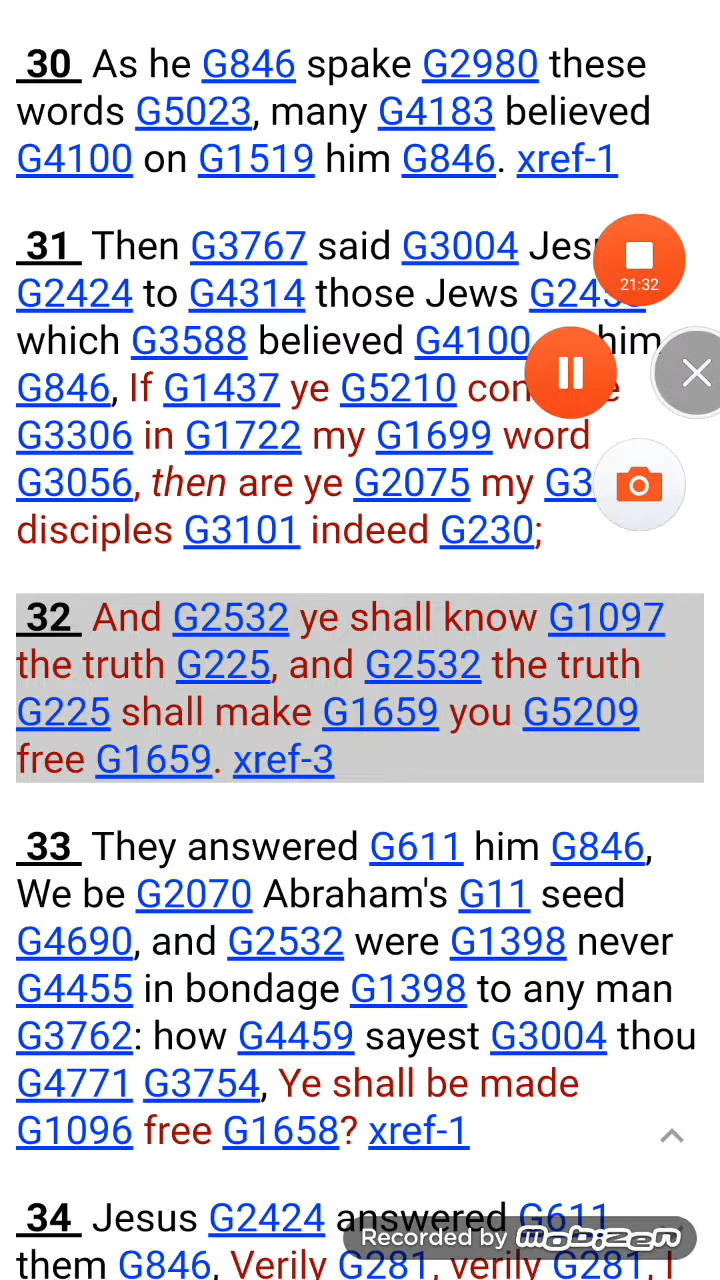 30 As he G846 spake G2980 these
words G5023, many G4183 believed
G4100 on G1519 him G846. xref-1
31 Then G3767 said G3004
G2424 to G4314 those Jews
which G3588 believed G4100 him
G846, If G1437 ye G5210
G3306 in G1722 my G1699 word
G3056, then are ye G2075 my
disciples G3101 indeed G230;
32 And G2532 ye shall know G1097
the truth G225, and G2532 the truth
G225 shall make G1659 you G5209
free G1659. xref-3
33 They answered G611 him G846,
We be G2070 Abraham's G11 seed
G4690, and G2532 were G1398 never
G4455 in bondage G1398 to any man
G3762: how G4459 sayest G3004 thou
G4771 G3754, Ye shall be made
G1096 free G1658? xref-1
34 Jesus G2424 answered G611
them G846, Verily G281, verily G281, I
21:32
Recorded by mobizen